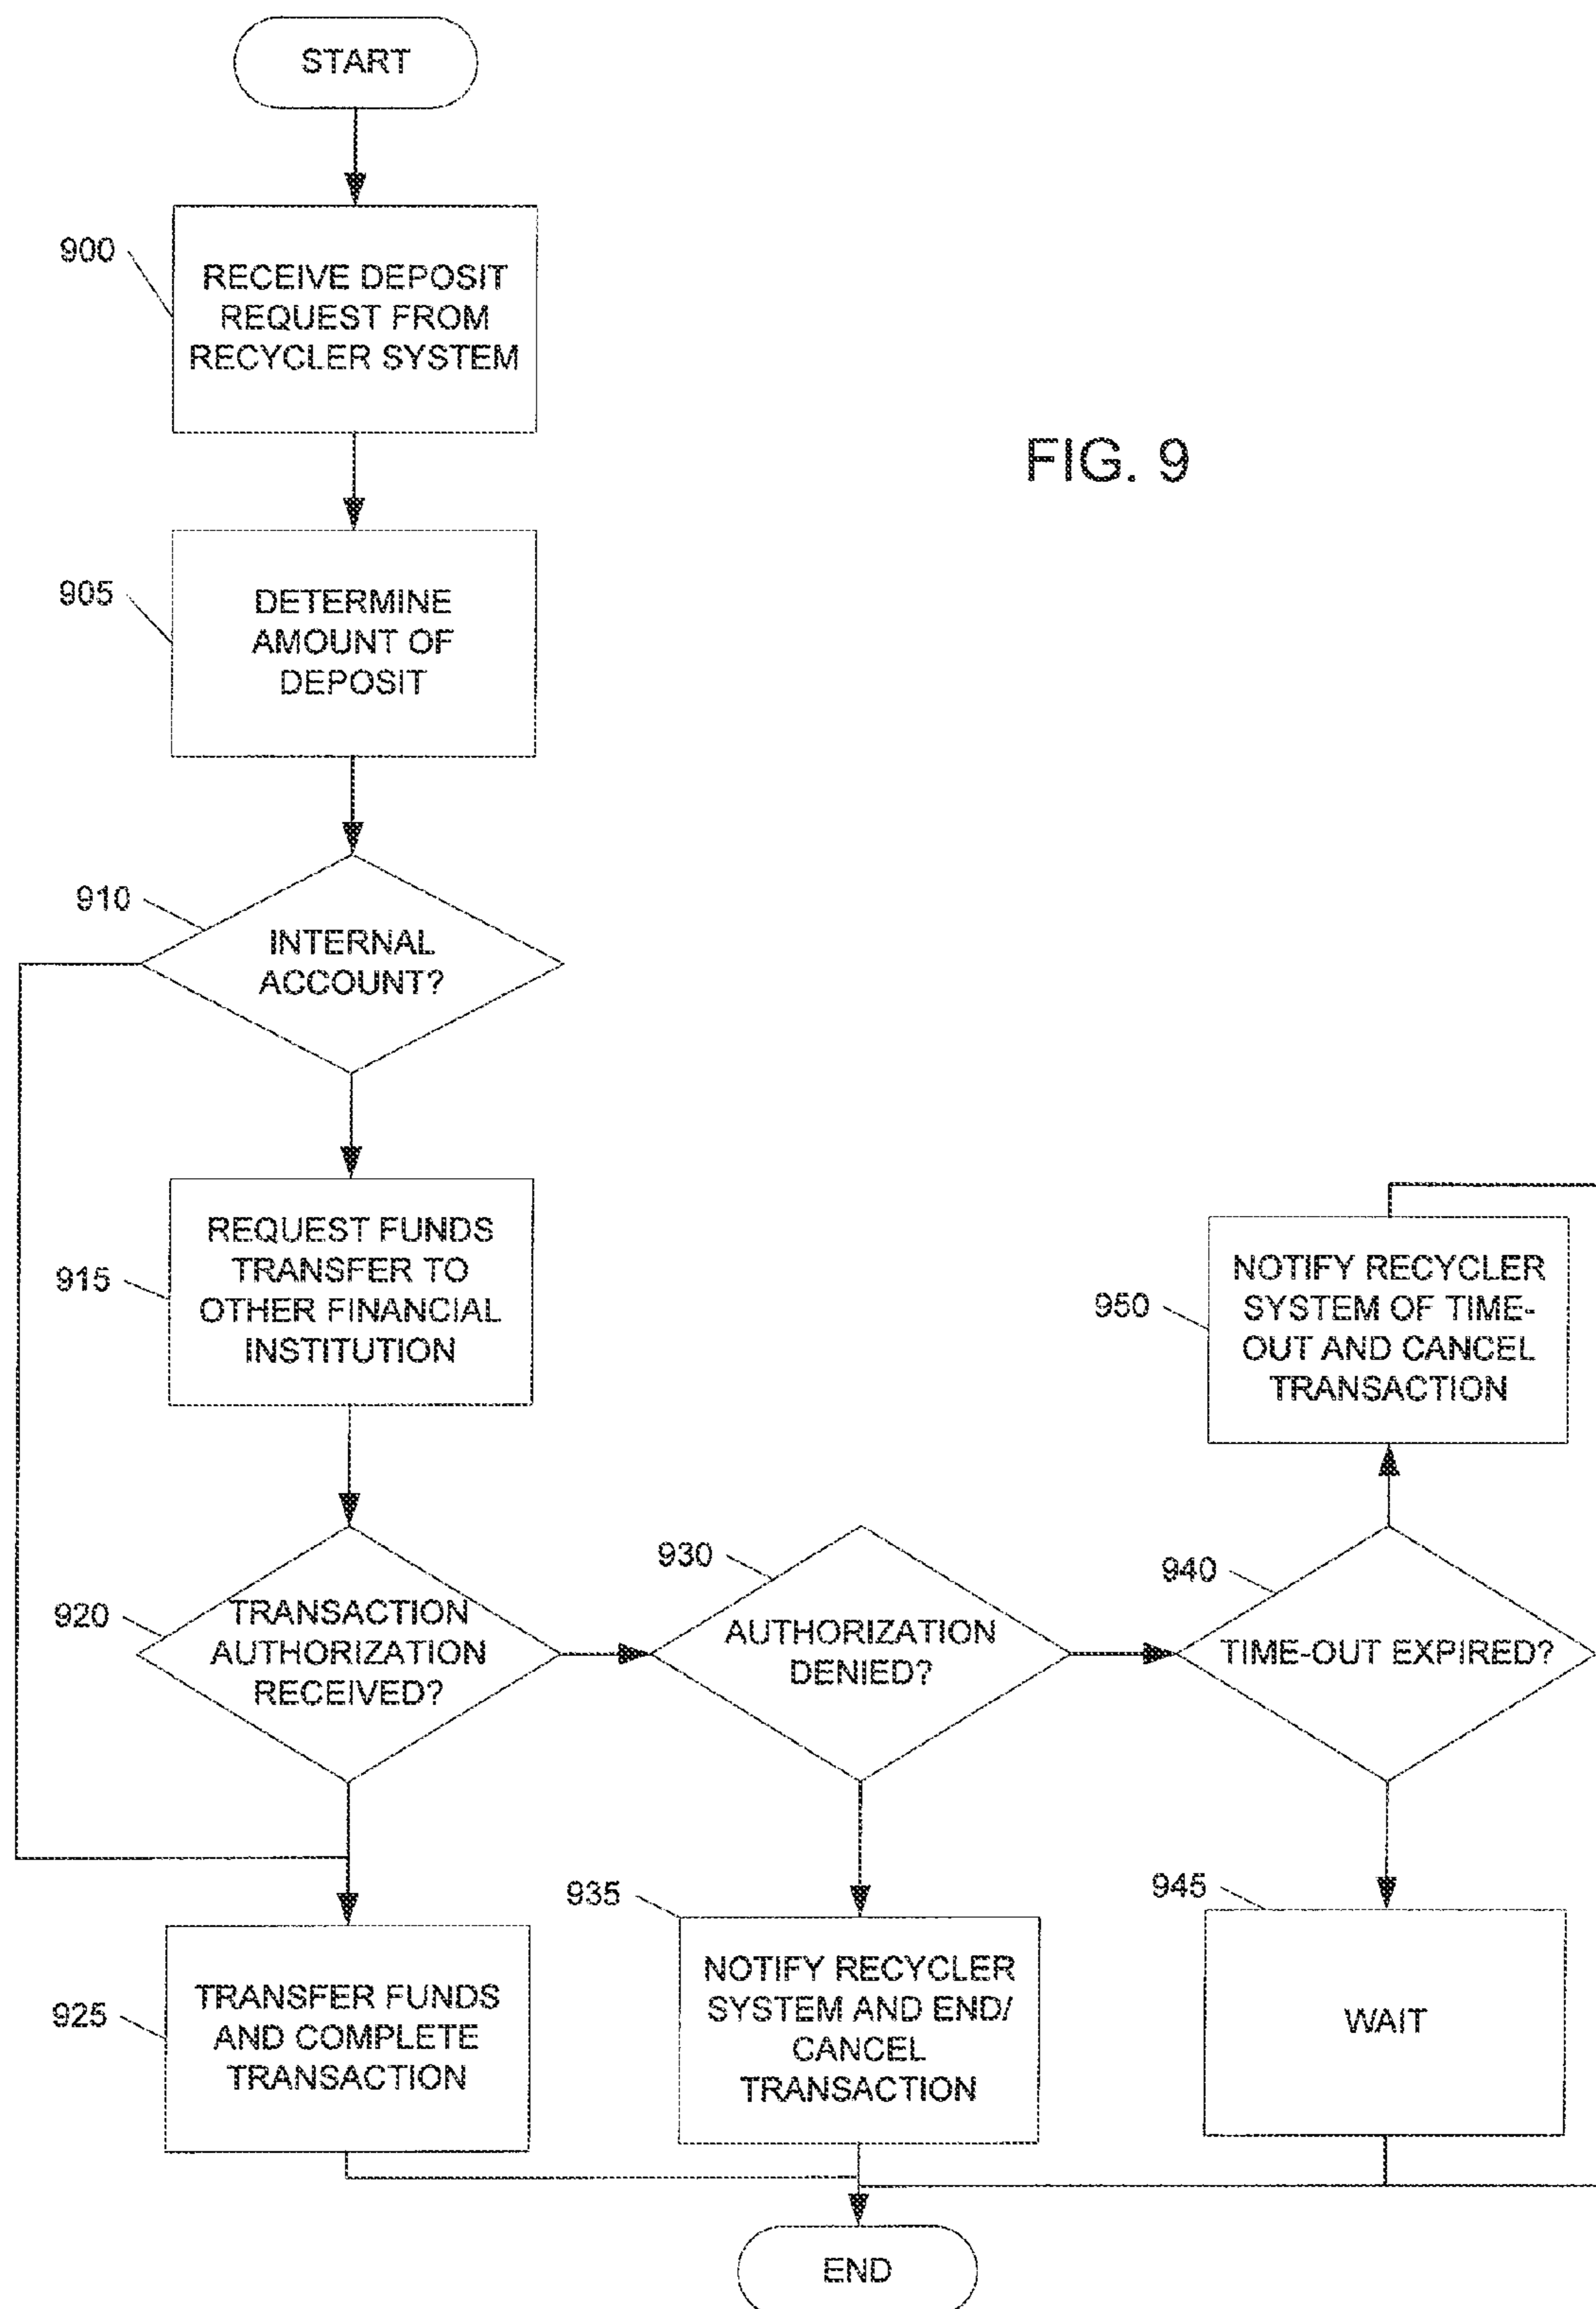 START
900
RECEIVE DEPOSIT
REQUEST FROM
RECYCLER SYSTEM
FIG. 9
905
DETERMINE
AMOUNT OF
DEPOSIT
910
INTERNAL
ACCOUNT?
915
REQUEST FUNDS
TRANSFER TO
OTHER FINANCIAL
INSTITUTION
950
NOTIFY RECYCLER
SYSTEM OF TIME-
OUT AND CANCEL
TRANSACTION
920
TRANSACTION
AUTHORIZATION
RECEIVED?
930
AUTHORIZATION
DENIED?
940
TIME-OUT EXPIRED?
925
TRANSFER FUNDS
AND COMPLETE
TRANSACTION
935
NOTIFY RECYCLER
SYSTEM AND END/
CANCEL
TRANSACTION
945
WAIT
END